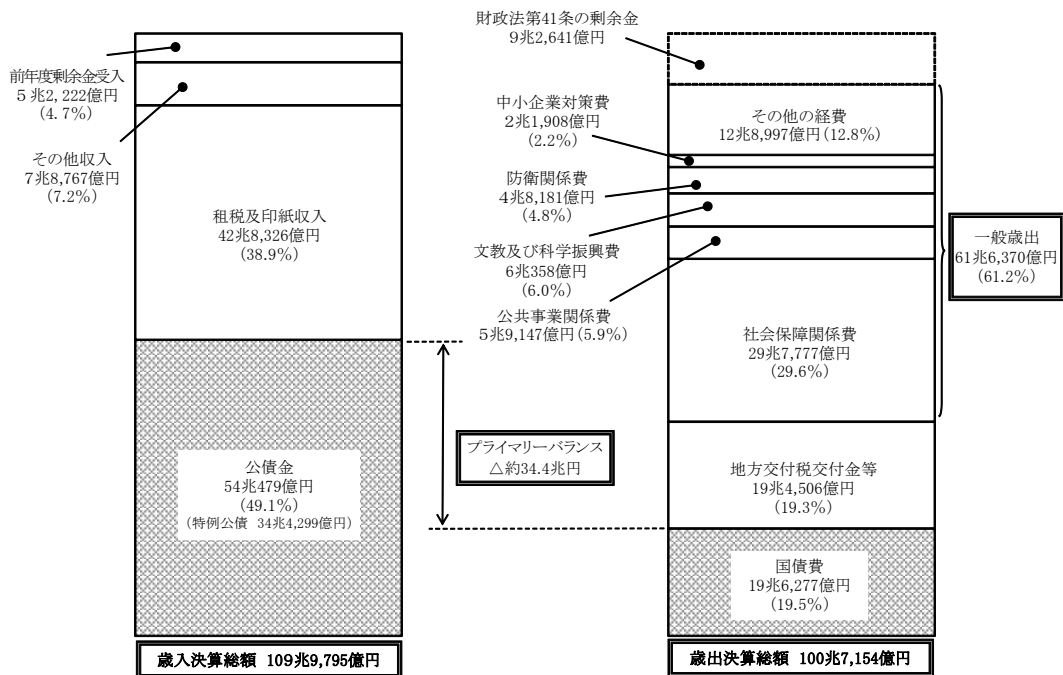 前年度剰余金受入
5兆2,222億円
(4.7%)
その他収入
7兆8,767億円
(7.2%)
租税及印紙収入
42兆8,326億円
(38.9%)
公債金
54兆479億円
(49.1%)
(特例公債 34兆4,299億円)
歳入決算総額 109兆9,795億円
プライマリーバランス
△約34.4兆円
財政法第41条の剰余金
9兆2,641億円
中小企業対策費
2兆1,908億円
(2.2%)
その他の経費
12兆8,997億円(12.8%)
防衛関係費
4兆8,181億円
(4.8%)
文教及び科学振興費
6兆358億円
(6.0%)
公共事業関係費
5兆9,147億円(5.9%)
社会保障関係費
29兆7,777億円
(29.6%)
一般歳出
61兆6,370億円
(61.2%)
地方交付税交付金等
19兆4,506億円
(19.3%)
国債費
19兆6,277億円
(19.5%)
歳出決算総額 100兆7,154億円